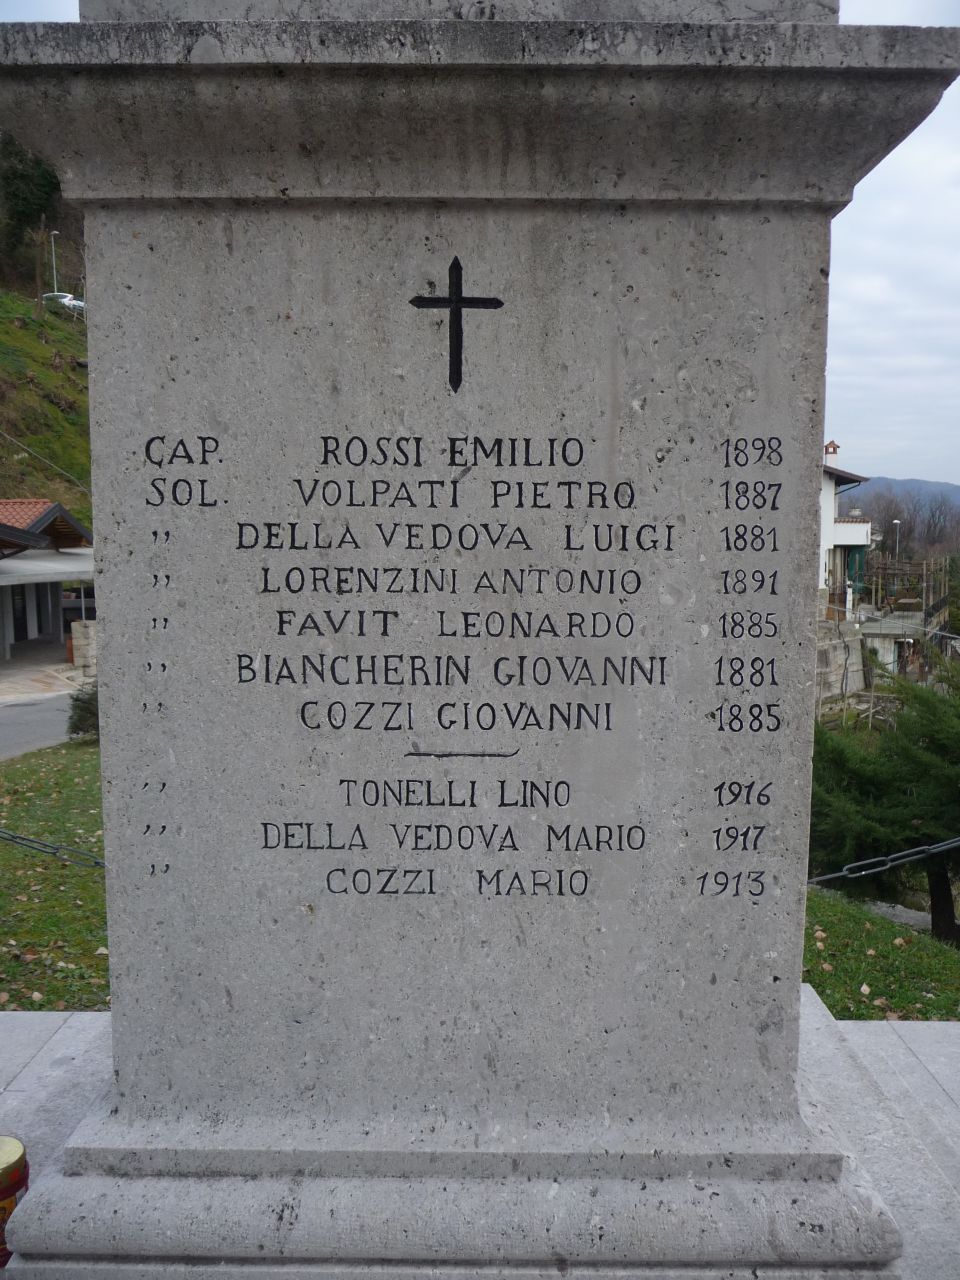 CAP. ROSSI EMILIO 1898
SOL. VOLPATTI PIETRO 1887
,, DELLA VEDOVA LUIGI 1881
,, LORENZINI ANTONIO 1891
,, FAVIT LEONARDO 1885
,, BIANCHERIN GIOVANNI 1881
,, COZZI GIOVANNI 1885
,, TONELLI LINO 1916
,, DELLA VEDOVA MARIO 1917
,, COZZI MARIO 1913